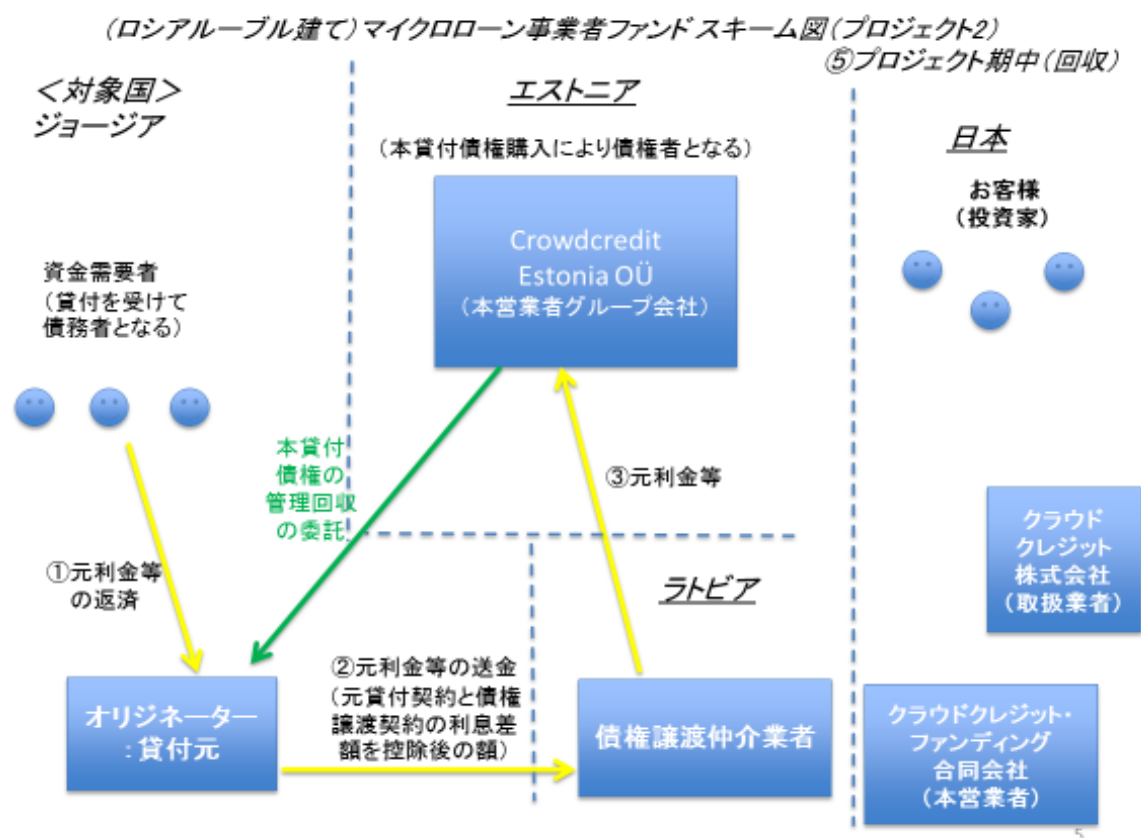 (ロシアルーブル建て)マイクロローン事業者ファンド スキーム図(プロジェクト2)
⑤プロジェクト期中(回収)
<対象国>
ジョージア
エストニア
(本貸付債権購入により債権者となる)
日本
お客様
(投資家)
Crowdcredit
Estonia OÜ
(本営業者グループ会社)
資金需要者
(貸付を受けて
債務者となる)
本貸付
債権の
管理回収
の委託
③元利金等
クラウド
クレジット
株式会社
(取扱業者)
①元利金等
の返済
ラトビア
②元利金等の送金
(元貸付契約と債権
譲渡契約の利息差
額を控除後の額)
オリジネーター
:貸付元
債権譲渡仲介業者
クラウドクレジット・
ファンディング
合同会社
(本営業者)
5